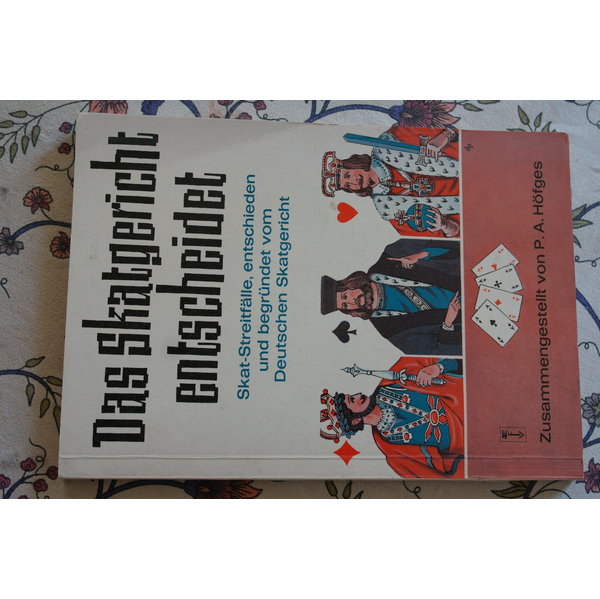 Das Skatgericht
entscheidet
Skat-Streitfälle, entschieden
und begründet vom
Deutschen Skatgericht
Zusammengestellt von P. A. Höfges